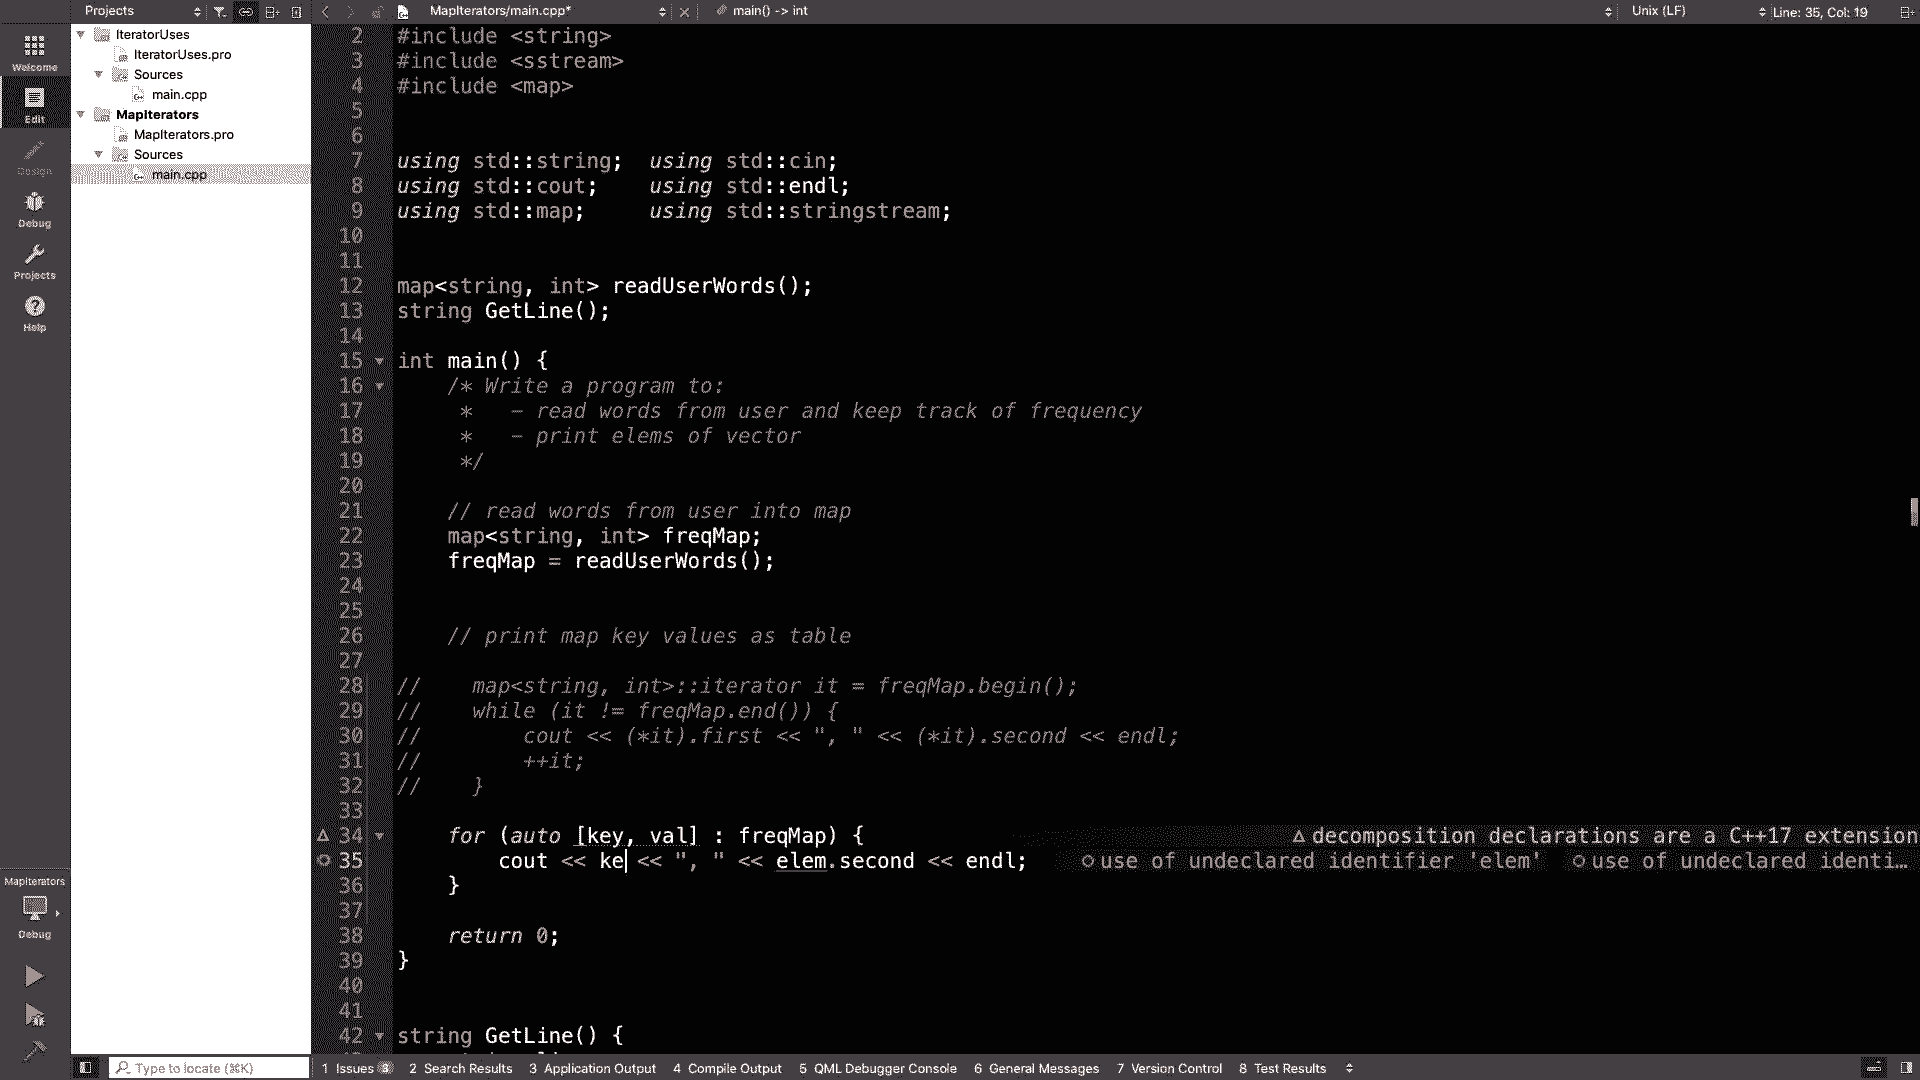 Projects
MapIterators/main.cpp*
main() -> int
Unix (LF)
Line: 35, Col: 19
Welcome
Edit
Design
Debug
Projects
Help
MapIterators
Debug
IteratorUses
IteratorUses.pro
Sources
main.cpp
MapIterators
MapIterators.pro
Sources
main.cpp
2 #include <string>
3 #include <sstream>
4 #include <map>
5
6
7 using std::string;  using std::cin;
8 using std::cout;    using std::endl;
9 using std::map;     using std::stringstream;
10
11
12 map<string, int> readUserWords();
13 string GetLine();
14
15 int main() {
16     /* Write a program to:
17      *   - read words from user and keep track of frequency
18      *   - print elems of vector
19      */
20
21     // read words from user into map
22     map<string, int> freqMap;
23     freqMap = readUserWords();
24
25
26     // print map key values as table
27
28 //    map<string, int>::iterator it = freqMap.begin();
29 //    while (it != freqMap.end()) {
30 //        cout << (*it).first << ", " << (*it).second << endl;
31 //        ++it;
32 //    }
33
34     for (auto [key, val] : freqMap) { decomposition declarations are a C++17 extension
35         cout << ke << ", " << elem.second << endl; use of undeclared identifier 'elem' use of undeclared identi…
36     }
37
38     return 0;
39 }
40
41
42 string GetLine() {
Type to locate (⌘K)
1 Issues 3 2 Search Results 3 Application Output 4 Compile Output 5 QML Debugger Console 6 General Messages 7 Version Control 8 Test Results